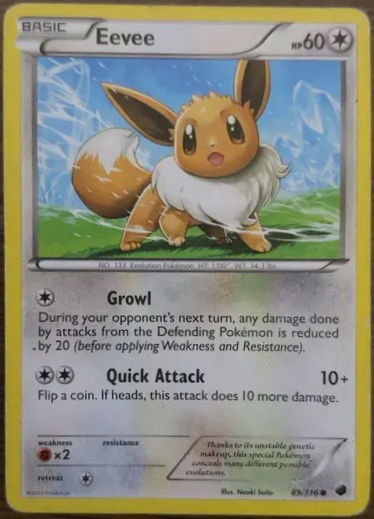 BASIC
Eevee
HP60
NO. 133 Evolution Pokémon HT: 1'00" WT: 14.3 lbs.
Growl
During your opponent's next turn, any damage done
by attacks from the Defending Pokémon is reduced
by 20 (before applying Weakness and Resistance).
Quick Attack 10+
Flip a coin. If heads, this attack does 10 more damage.
weakness resistance
×2
retreat
Thanks to its unstable genetic
makeup, this special Pokémon
conceals many different possible
evolutions.
©2012 Pokémon
Illus. Naoki Saito
89/116